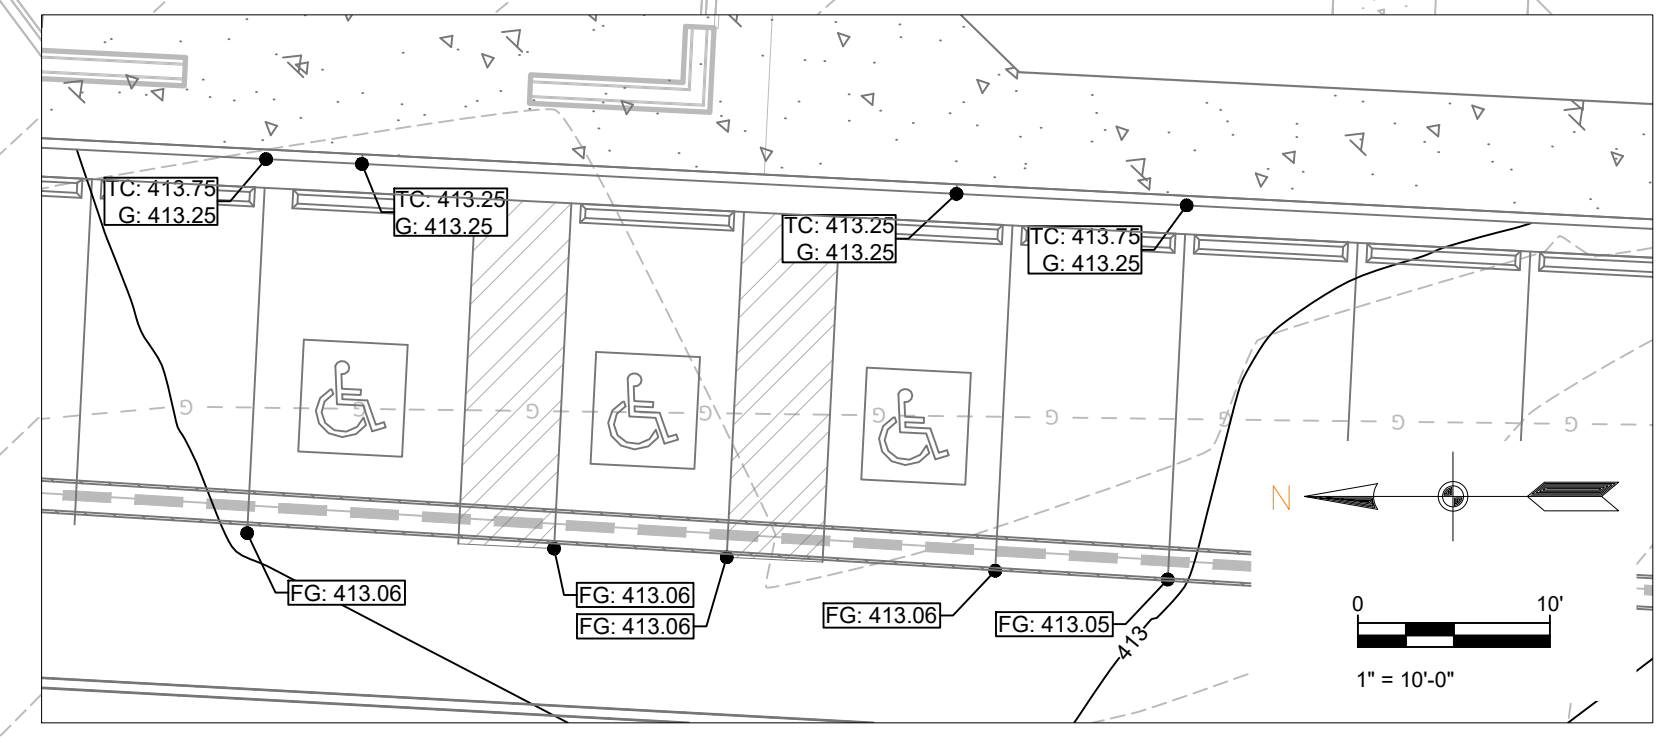 TC: 413.75
G: 413.25
TC: 413.25
G: 413.25
TC: 413.25
G: 413.25
TC: 413.75
G: 413.25
G G G G G G G G G
N
FG: 413.06
FG: 413.06
FG: 413.06
FG: 413.06
FG: 413.05
413
0 10'
1" = 10'-0"